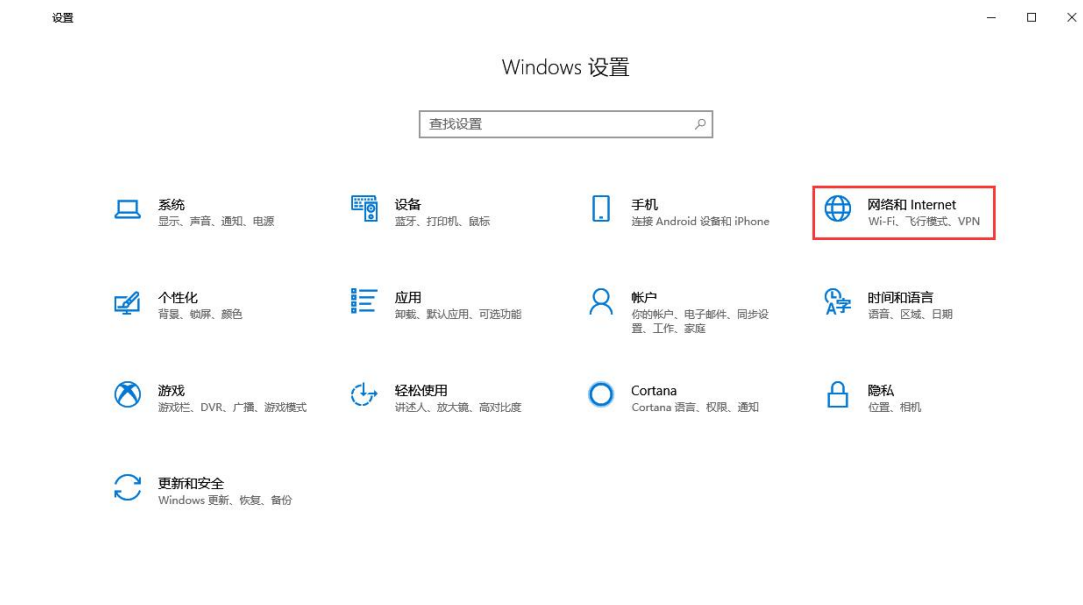 设置
Windows 设置
查找设置
系统
显示、声音、通知、电源
设备
蓝牙、打印机、鼠标
手机
连接 Android 设备和 iPhone
网络和 Internet
Wi-Fi、飞行模式、VPN
个性化
背景、锁屏、颜色
应用
卸载、默认应用、可选功能
帐户
你的帐户、电子邮件、同步设
置、工作、家庭
时间和语言
语音、区域、日期
游戏
游戏栏、DVR、广播、游戏模式
轻松使用
讲述人、放大镜、高对比度
Cortana
Cortana 语言、权限、通知
隐私
位置、相机
更新和安全
Windows 更新、恢复、备份